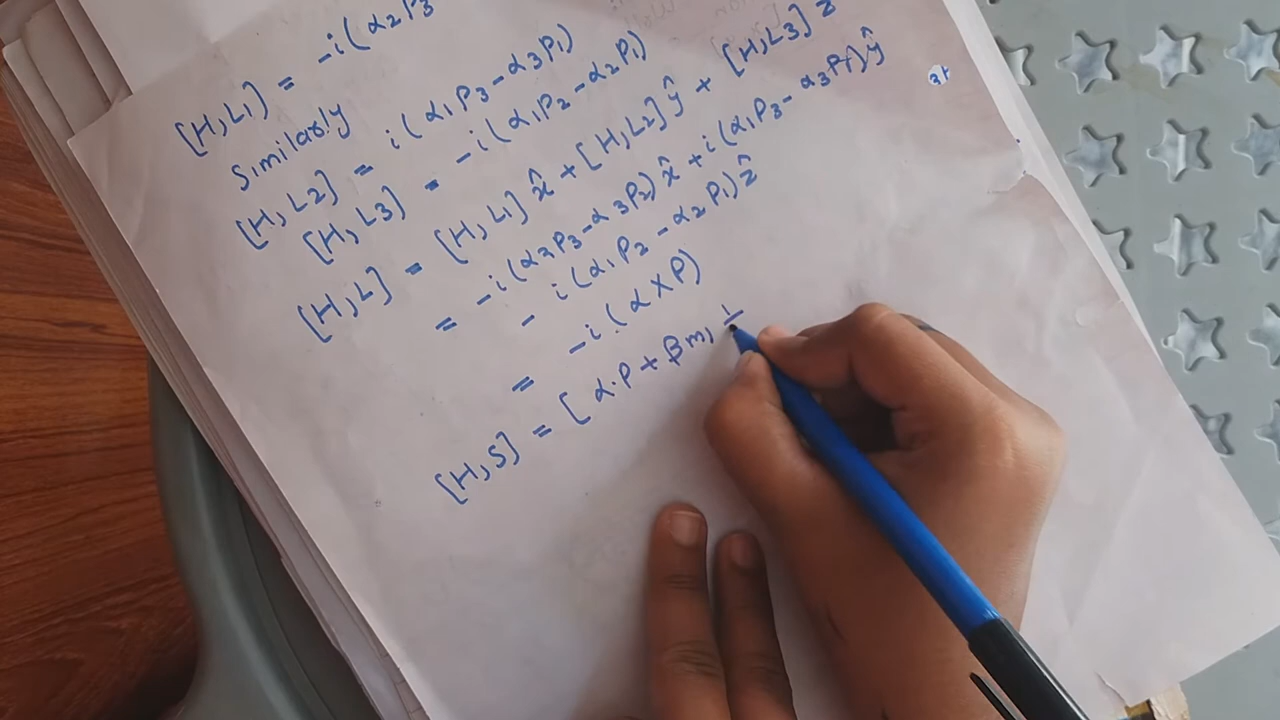 [H,L1] = -i(α2P3
Similarly
[H,L2] = i(α1P3-α3P1)
[H,L3] = -i(α1P2-α2P1)
[H,L] = [H,L1]x̂+[H,L2]ŷ + [H,L3]ẑ
= -i(α2P3-α3P2)x̂+i(α1P3-α3P1)ŷ
- i(α1P2-α2P1)ẑ
= -i(α×P)
[H,S] = [α.P+βm, 1